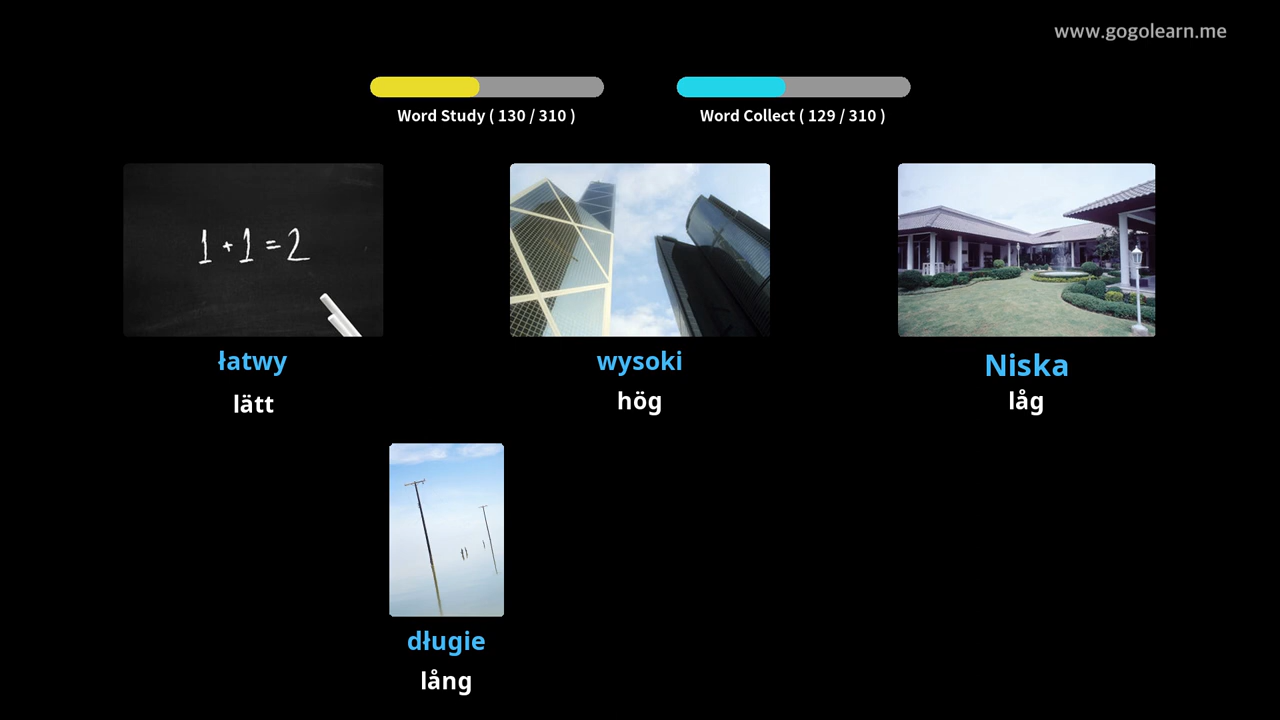 www.gogolearn.me
Word Study ( 130 / 310 )
Word Collect ( 129 / 310 )
1 + 1 = 2
łatwy
lätt
wysoki
hög
Niska
låg
długie
lång